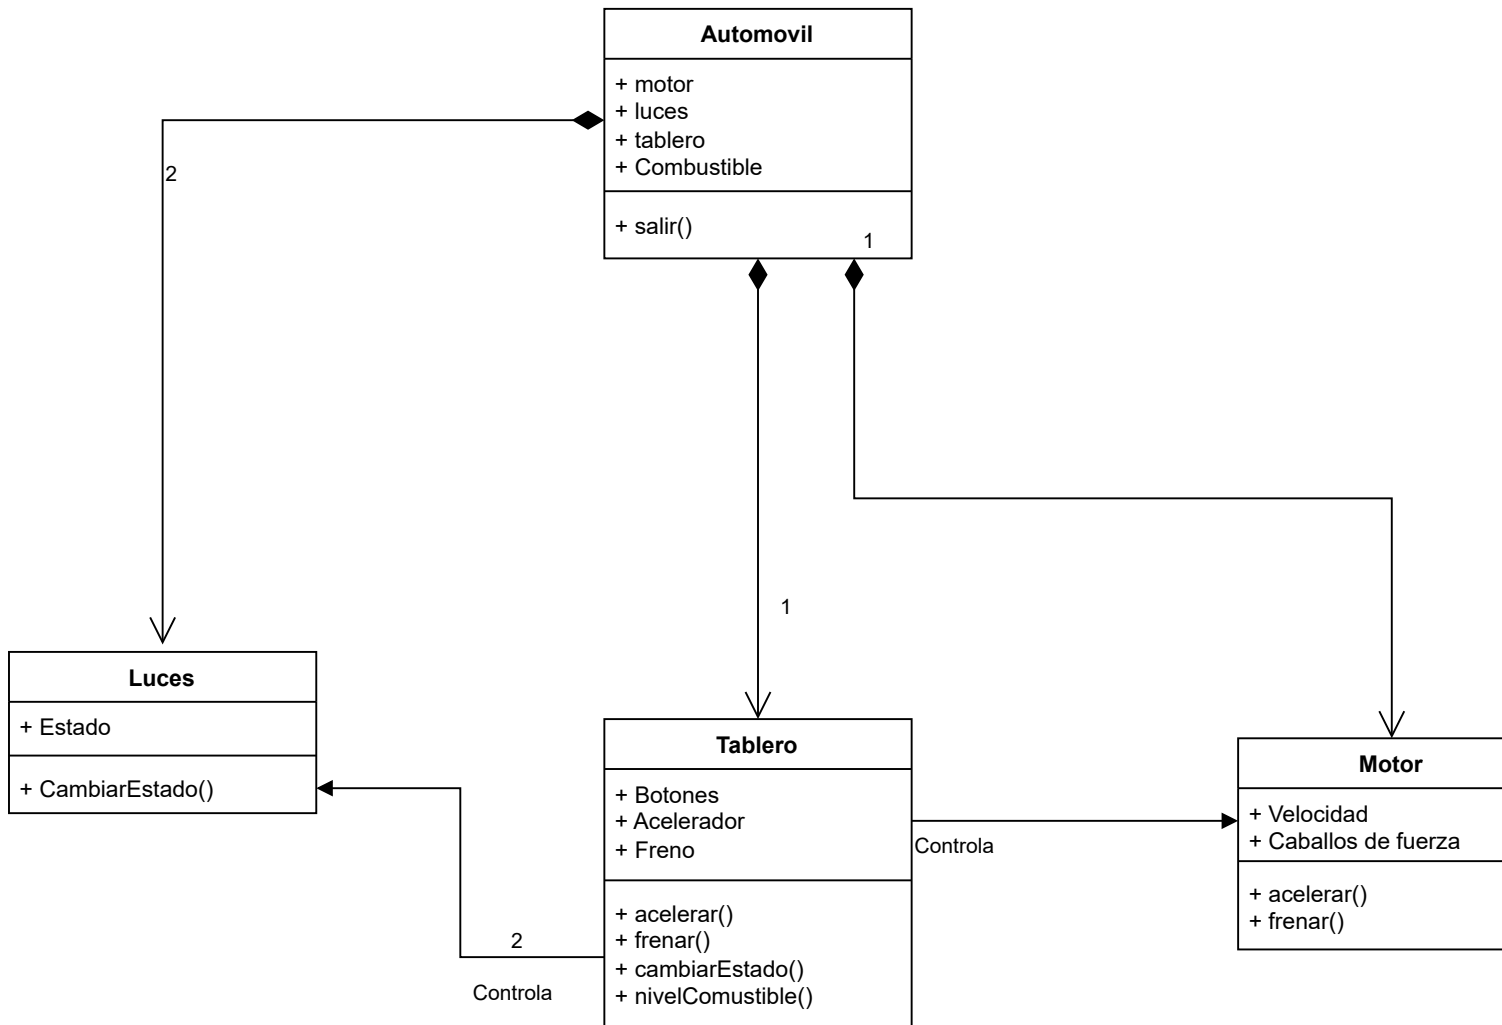 Automovil
+ motor
+ luces
+ tablero
+ Combustible
+ salir()
1
2
1
Luces
+ Estado
+ CambiarEstado()
Tablero
+ Botones
+ Acelerador
+ Freno
+ acelerar()
+ frenar()
+ cambiarEstado()
+ nivelComustible()
Controla
2
Controla
Motor
+ Velocidad
+ Caballos de fuerza
+ acelerar()
+ frenar()